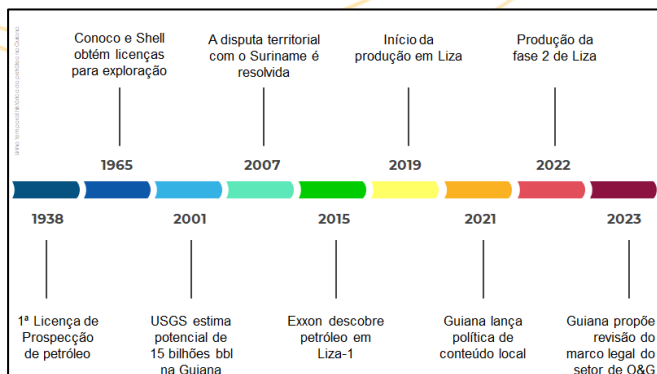 Conoco e Shell
obtém licenças
para exploração
A disputa territorial
com o Suriname é
resolvida
Início da
produção em Liza
Produção da
fase 2 de Liza
1965
2007
2019
2022
1938
2001
2015
2021
2023
1ª Licença de
Prospecção
de petróleo
USGS estima
potencial de
15 bilhões bbl
na Guiana
Exxon descobre
petróleo em
Liza-1
Guiana lança
política de
conteúdo local
Guiana propõe
revisão do
marco legal do
setor de O&G